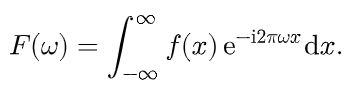 F(ω) = ∫_{-∞}^{∞} f(x) e^{-i2πωx} dx.